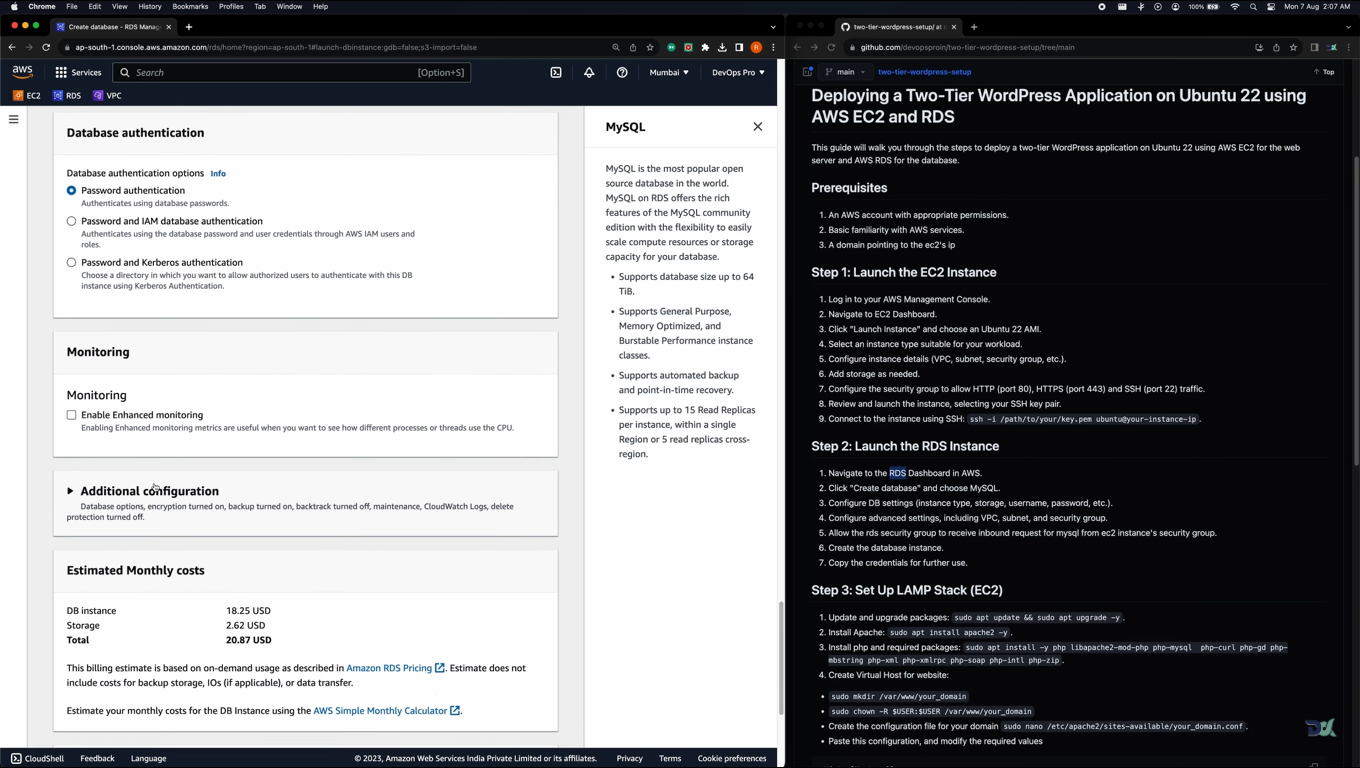 Chrome File Edit View History Bookmarks Profiles Tab Window Help
100% Mon 7 Aug 2:07 AM
Create database - RDS Manag
ap-south-1.console.aws.amazon.com/rds/home?region=ap-south-1#launch-dbinstance:gdb=false;s3-import=false
aws Services Search [Option+S] Mumbai DevOps Pro
EC2 RDS VPC
Database authentication
Database authentication options Info
Password authentication
Authenticates using database passwords.
Password and IAM database authentication
Authenticates using the database password and user credentials through AWS IAM users and
roles.
Password and Kerberos authentication
Choose a directory in which you want to allow authorized users to authenticate with this DB
instance using Kerberos Authentication.
Monitoring
Monitoring
Enable Enhanced monitoring
Enabling Enhanced monitoring metrics are useful when you want to see how different processes or threads use the CPU.
Additional configuration
Database options, encryption turned on, backup turned on, backtrack turned off, maintenance, CloudWatch Logs, delete
protection turned off.
Estimated Monthly costs
DB instance 18.25 USD
Storage 2.62 USD
Total 20.87 USD
This billing estimate is based on on-demand usage as described in Amazon RDS Pricing. Estimate does not
include costs for backup storage, IOs (if applicable), or data transfer.
Estimate your monthly costs for the DB Instance using the AWS Simple Monthly Calculator.
MySQL
MySQL is the most popular open
source database in the world.
MySQL on RDS offers the rich
features of the MySQL community
edition with the flexibility to easily
scale compute resources or storage
capacity for your database.
• Supports database size up to 64
TiB.
• Supports General Purpose,
Memory Optimized, and
Burstable Performance instance
classes.
• Supports automated backup
and point-in-time recovery.
• Supports up to 15 Read Replicas
per instance, within a single
Region or 5 read replicas cross-
region.
CloudShell Feedback Language © 2023, Amazon Web Services India Private Limited or its affiliates. Privacy Terms Cookie preferences
two-tier-wordpress-setup/ at
github.com/devopsproin/two-tier-wordpress-setup/tree/main
main two-tier-wordpress-setup Top
Deploying a Two-Tier WordPress Application on Ubuntu 22 using
AWS EC2 and RDS
This guide will walk you through the steps to deploy a two-tier WordPress application on Ubuntu 22 using AWS EC2 for the web
server and AWS RDS for the database.
Prerequisites
1. An AWS account with appropriate permissions.
2. Basic familiarity with AWS services.
3. A domain pointing to the ec2's ip
Step 1: Launch the EC2 Instance
1. Log in to your AWS Management Console.
2. Navigate to EC2 Dashboard.
3. Click "Launch Instance" and choose an Ubuntu 22 AMI.
4. Select an instance type suitable for your workload.
5. Configure instance details (VPC, subnet, security group, etc.).
6. Add storage as needed.
7. Configure the security group to allow HTTP (port 80), HTTPS (port 443) and SSH (port 22) traffic.
8. Review and launch the instance, selecting your SSH key pair.
9. Connect to the instance using SSH: ssh -i /path/to/your/key.pem ubuntu@your-instance-ip.
Step 2: Launch the RDS Instance
1. Navigate to the RDS Dashboard in AWS.
2. Click "Create database" and choose MySQL.
3. Configure DB settings (instance type, storage, username, password, etc.).
4. Configure advanced settings, including VPC, subnet, and security group.
5. Allow the rds security group to receive inbound request for mysql from ec2 instance's security group.
6. Create the database instance.
7. Copy the credentials for further use.
Step 3: Set Up LAMP Stack (EC2)
1. Update and upgrade packages: sudo apt update && sudo apt upgrade -y.
2. Install Apache: sudo apt install apache2 -y.
3. Install php and required packages: sudo apt install -y php libapache2-mod-php php-mysql php-curl php-gd php-
mbstring php-xml php-xmlrpc php-soap php-intl php-zip.
4. Create Virtual Host for website:
• sudo mkdir /var/www/your_domain
• sudo chown -R $USER:$USER /var/www/your_domain
• Create the configuration file for your domain sudo nano /etc/apache2/sites-available/your_domain.conf.
• Paste this configuration, and modify the required values